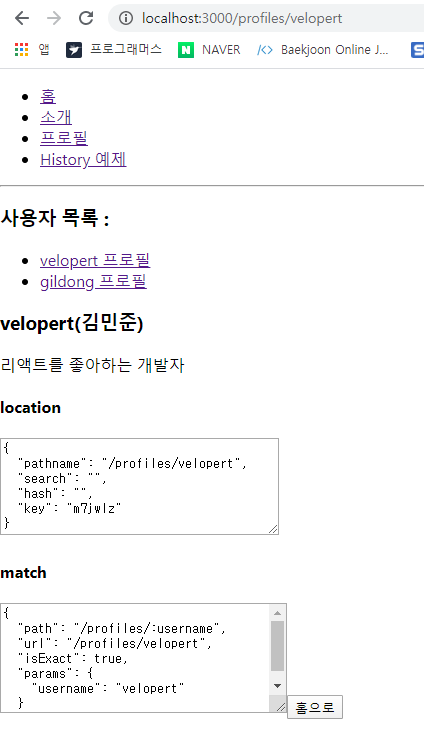 localhost:3000/profiles/velopert
앱 프로그래머스 NAVER Baekjoon Online J... S
홈
소개
프로필
History 예제
사용자 목록 :
velopert 프로필
gildong 프로필
velopert(김민준)
리액트를 좋아하는 개발자
location
{
"pathname": "/profiles/velopert",
"search": "",
"hash": "",
"key": "m7jwlz"
}
match
{
"path": "/profiles/:username",
"url": "/profiles/velopert",
"isExact": true,
"params": {
"username": "velopert"
}
홈으로